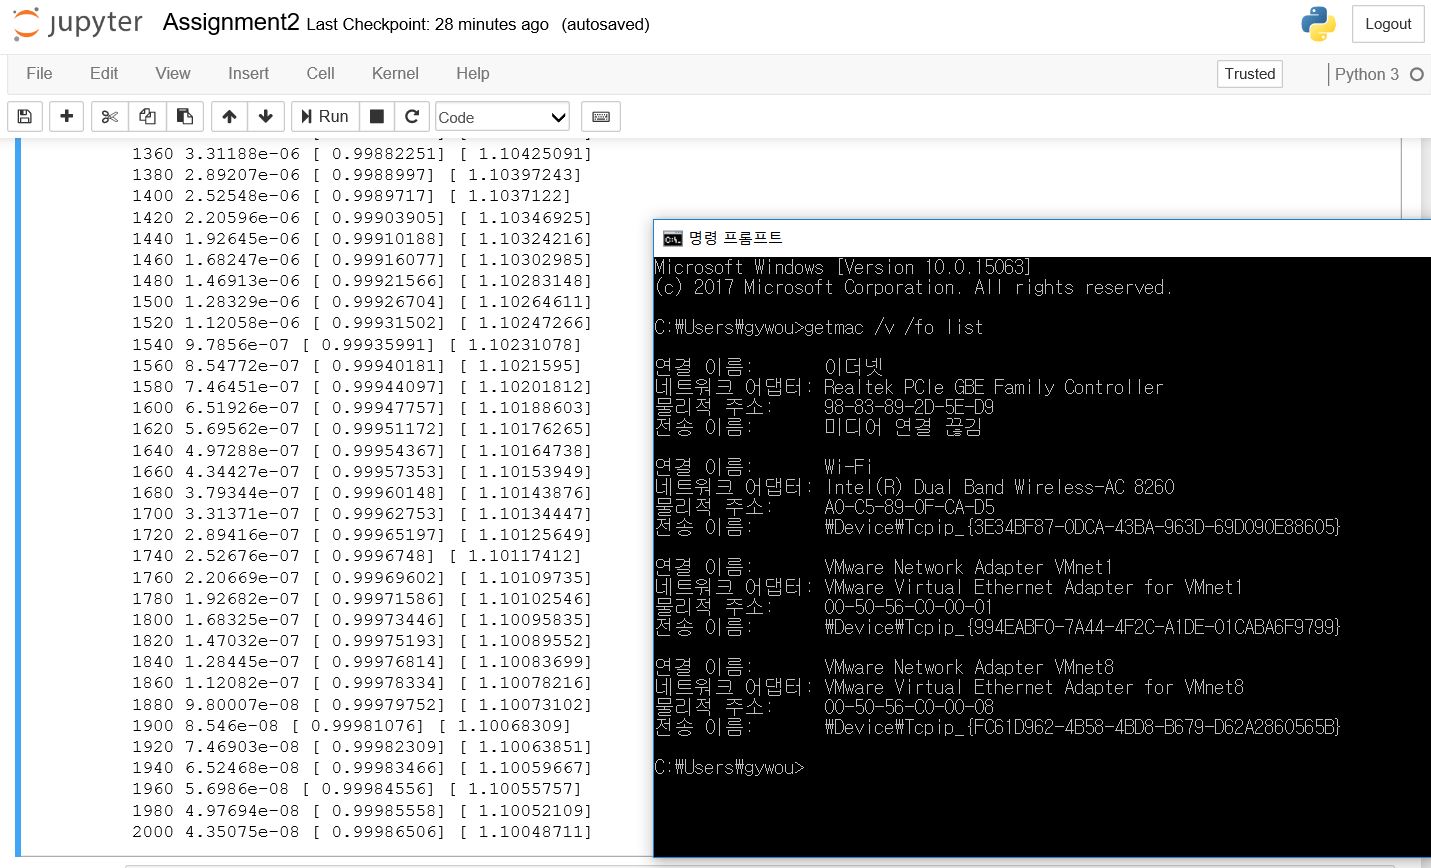 jupyter Assignment2 Last Checkpoint: 28 minutes ago (autosaved) Logout
File Edit View Insert Cell Kernel Help Trusted Python 3
Run Code
1360 3.31188e-06 [ 0.99882251] [ 1.10425091]
1380 2.89207e-06 [ 0.9988997] [ 1.10397243]
1400 2.52548e-06 [ 0.9989717] [ 1.1037122]
1420 2.20596e-06 [ 0.99903905] [ 1.10346925]
1440 1.92645e-06 [ 0.99910188] [ 1.10324216]
1460 1.68247e-06 [ 0.99916077] [ 1.10302985]
1480 1.46913e-06 [ 0.99921566] [ 1.10283148]
1500 1.28329e-06 [ 0.99926704] [ 1.10264611]
1520 1.12058e-06 [ 0.99931502] [ 1.10247266]
1540 9.7856e-07 [ 0.99935991] [ 1.10231078]
1560 8.54772e-07 [ 0.99940181] [ 1.1021595]
1580 7.46451e-07 [ 0.99944097] [ 1.10201812]
1600 6.51926e-07 [ 0.99947757] [ 1.10188603]
1620 5.69562e-07 [ 0.99951172] [ 1.10176265]
1640 4.97288e-07 [ 0.99954367] [ 1.10164738]
1660 4.34427e-07 [ 0.99957353] [ 1.10153949]
1680 3.79344e-07 [ 0.99960148] [ 1.10143876]
1700 3.31371e-07 [ 0.99962753] [ 1.10134447]
1720 2.89416e-07 [ 0.99965197] [ 1.10125649]
1740 2.52676e-07 [ 0.9996748] [ 1.10117412]
1760 2.20669e-07 [ 0.99969602] [ 1.10109735]
1780 1.92682e-07 [ 0.99971586] [ 1.10102546]
1800 1.68325e-07 [ 0.99973446] [ 1.10095835]
1820 1.47032e-07 [ 0.99975193] [ 1.10089552]
1840 1.28445e-07 [ 0.99976814] [ 1.10083699]
1860 1.12082e-07 [ 0.99978334] [ 1.10078216]
1880 9.80007e-08 [ 0.99979752] [ 1.10073102]
1900 8.546e-08 [ 0.99981076] [ 1.10068309]
1920 7.46903e-08 [ 0.99982309] [ 1.10063851]
1940 6.52468e-08 [ 0.99983466] [ 1.10059667]
1960 5.6986e-08 [ 0.99984556] [ 1.10055757]
1980 4.97694e-08 [ 0.99985558] [ 1.10052109]
2000 4.35075e-08 [ 0.99986506] [ 1.10048711]
명령 프롬프트
Microsoft Windows [Version 10.0.15063]
(c) 2017 Microsoft Corporation. All rights reserved.
C:₩Users₩gywou>getmac /v /fo list
연결 이름: 이더넷
네트워크 어댑터: Realtek PCIe GBE Family Controller
물리적 주소: 98-83-89-2D-5E-D9
전송 이름: 미디어 연결 끊김
연결 이름: Wi-Fi
네트워크 어댑터: Intel(R) Dual Band Wireless-AC 8260
물리적 주소: A0-C5-89-0F-CA-D5
전송 이름: ₩Device₩Tcpip_{3E34BF87-0DCA-43BA-963D-69D090E88605}
연결 이름: VMware Network Adapter VMnet1
네트워크 어댑터: VMware Virtual Ethernet Adapter for VMnet1
물리적 주소: 00-50-56-C0-00-01
전송 이름: ₩Device₩Tcpip_{994EABF0-7A44-4F2C-A1DE-01CABA6F9799}
연결 이름: VMware Network Adapter VMnet8
네트워크 어댑터: VMware Virtual Ethernet Adapter for VMnet8
물리적 주소: 00-50-56-C0-00-08
전송 이름: ₩Device₩Tcpip_{FC61D962-4B58-4BD8-B679-D62A2860565B}
C:₩Users₩gywou>